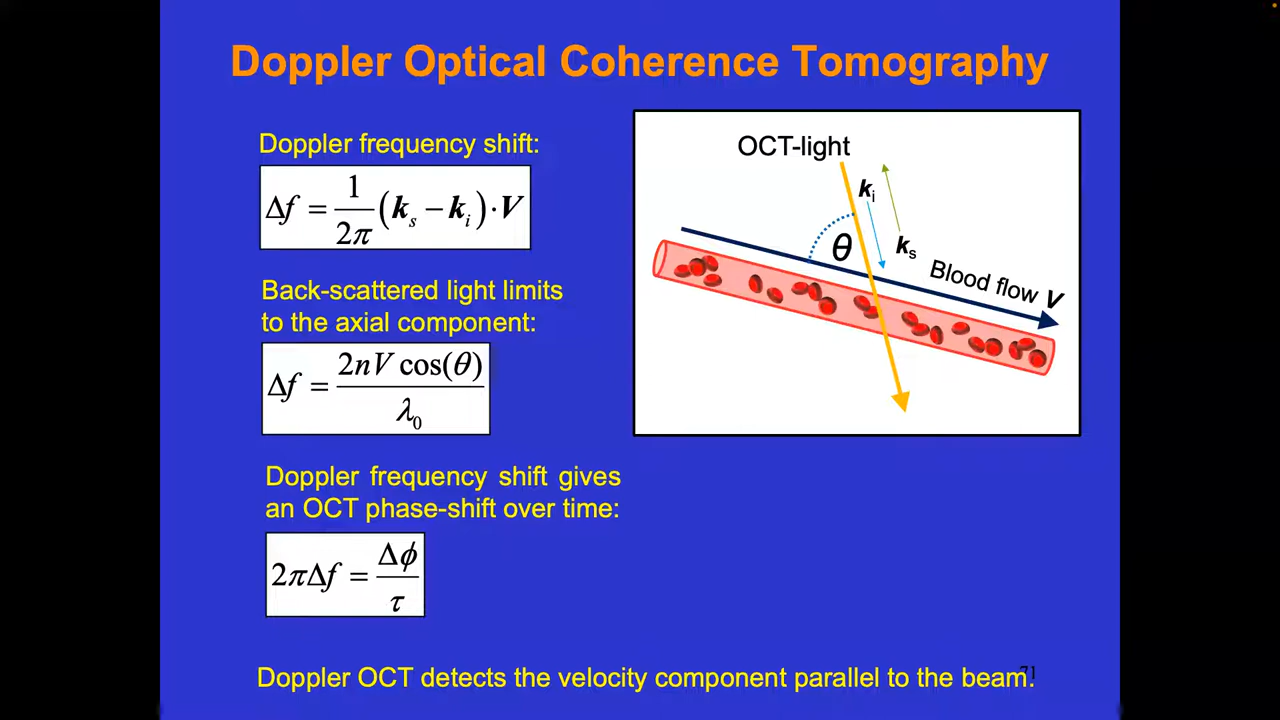 Doppler Optical Coherence Tomography
Doppler frequency shift:
Δf = 1/2π (k_s − k_i) · V
Back-scattered light limits
to the axial component:
Δf = 2nV cos(θ)/λ_0
Doppler frequency shift gives
an OCT phase-shift over time:
2πΔf = Δϕ/τ
OCT-light
k_i
k_s
θ
Blood flow V
Doppler OCT detects the velocity component parallel to the beam.
71